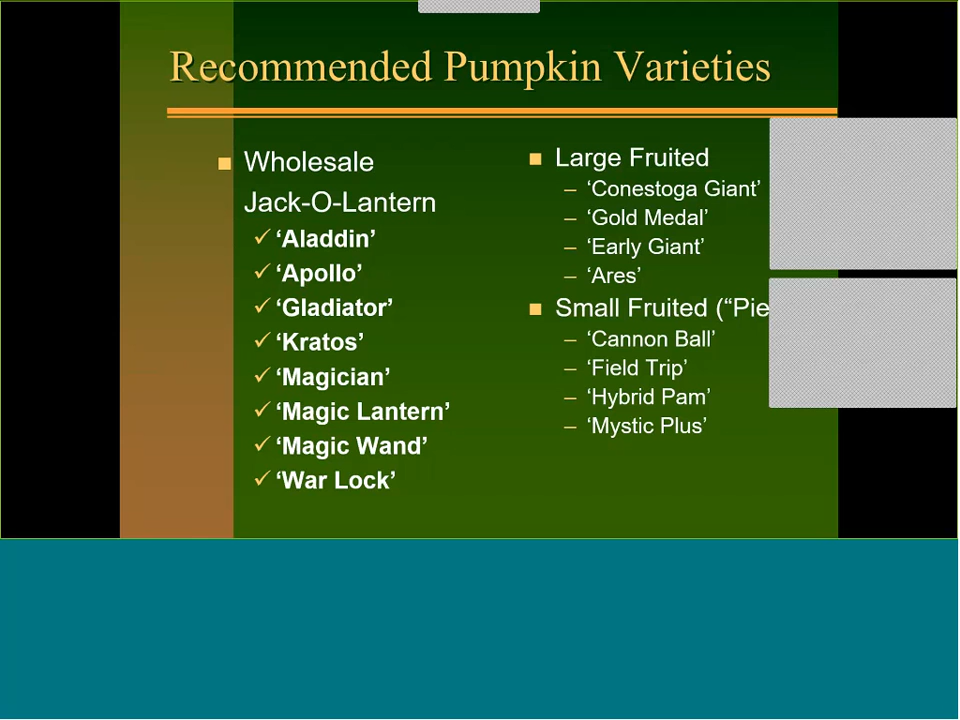 Recommended Pumpkin Varieties
Wholesale
Jack-O-Lantern
‘Aladdin’
‘Apollo’
‘Gladiator’
‘Kratos’
‘Magician’
‘Magic Lantern’
‘Magic Wand’
‘War Lock’
Large Fruited
– ‘Conestoga Giant’
– ‘Gold Medal’
– ‘Early Giant’
– ‘Ares’
Small Fruited (“Pie
– ‘Cannon Ball’
– ‘Field Trip’
– ‘Hybrid Pam’
– ‘Mystic Plus’